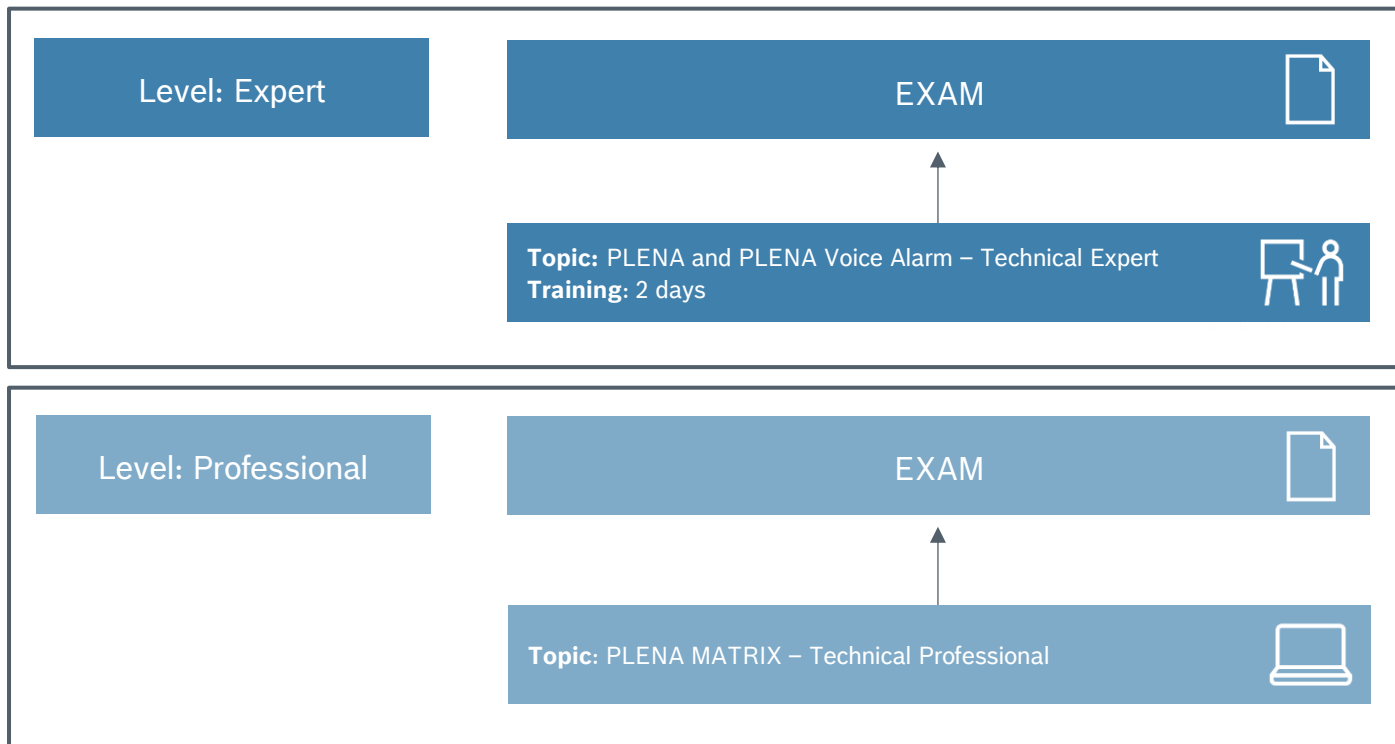 Level: Expert
EXAM
Topic: PLENA and PLENA Voice Alarm – Technical Expert
Training: 2 days
Level: Professional
EXAM
Topic: PLENA MATRIX – Technical Professional